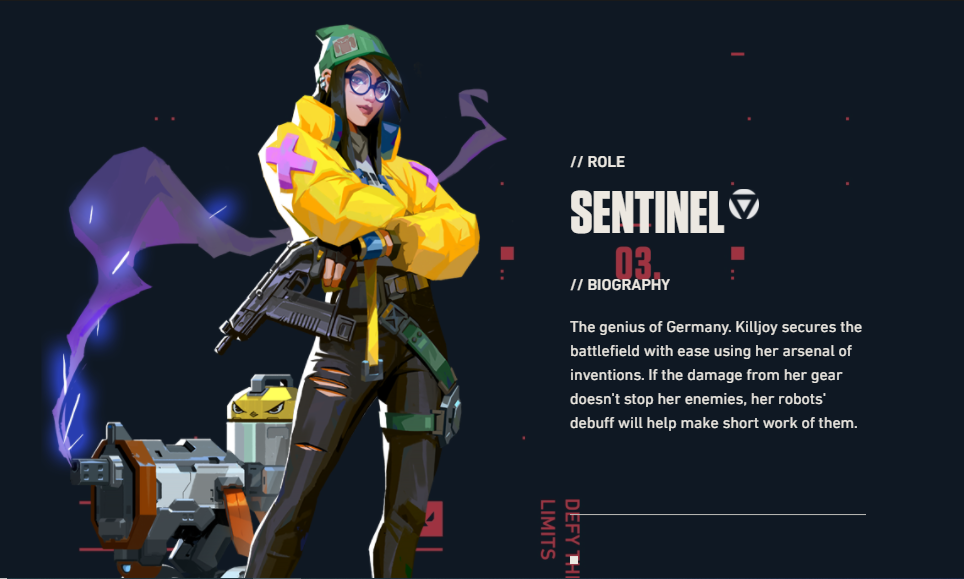 // ROLE
SENTINEL
03.
// BIOGRAPHY
The genius of Germany. Killjoy secures the
battlefield with ease using her arsenal of
inventions. If the damage from her gear
doesn't stop her enemies, her robots'
debuff will help make short work of them.
DEFY TH
LIMITS